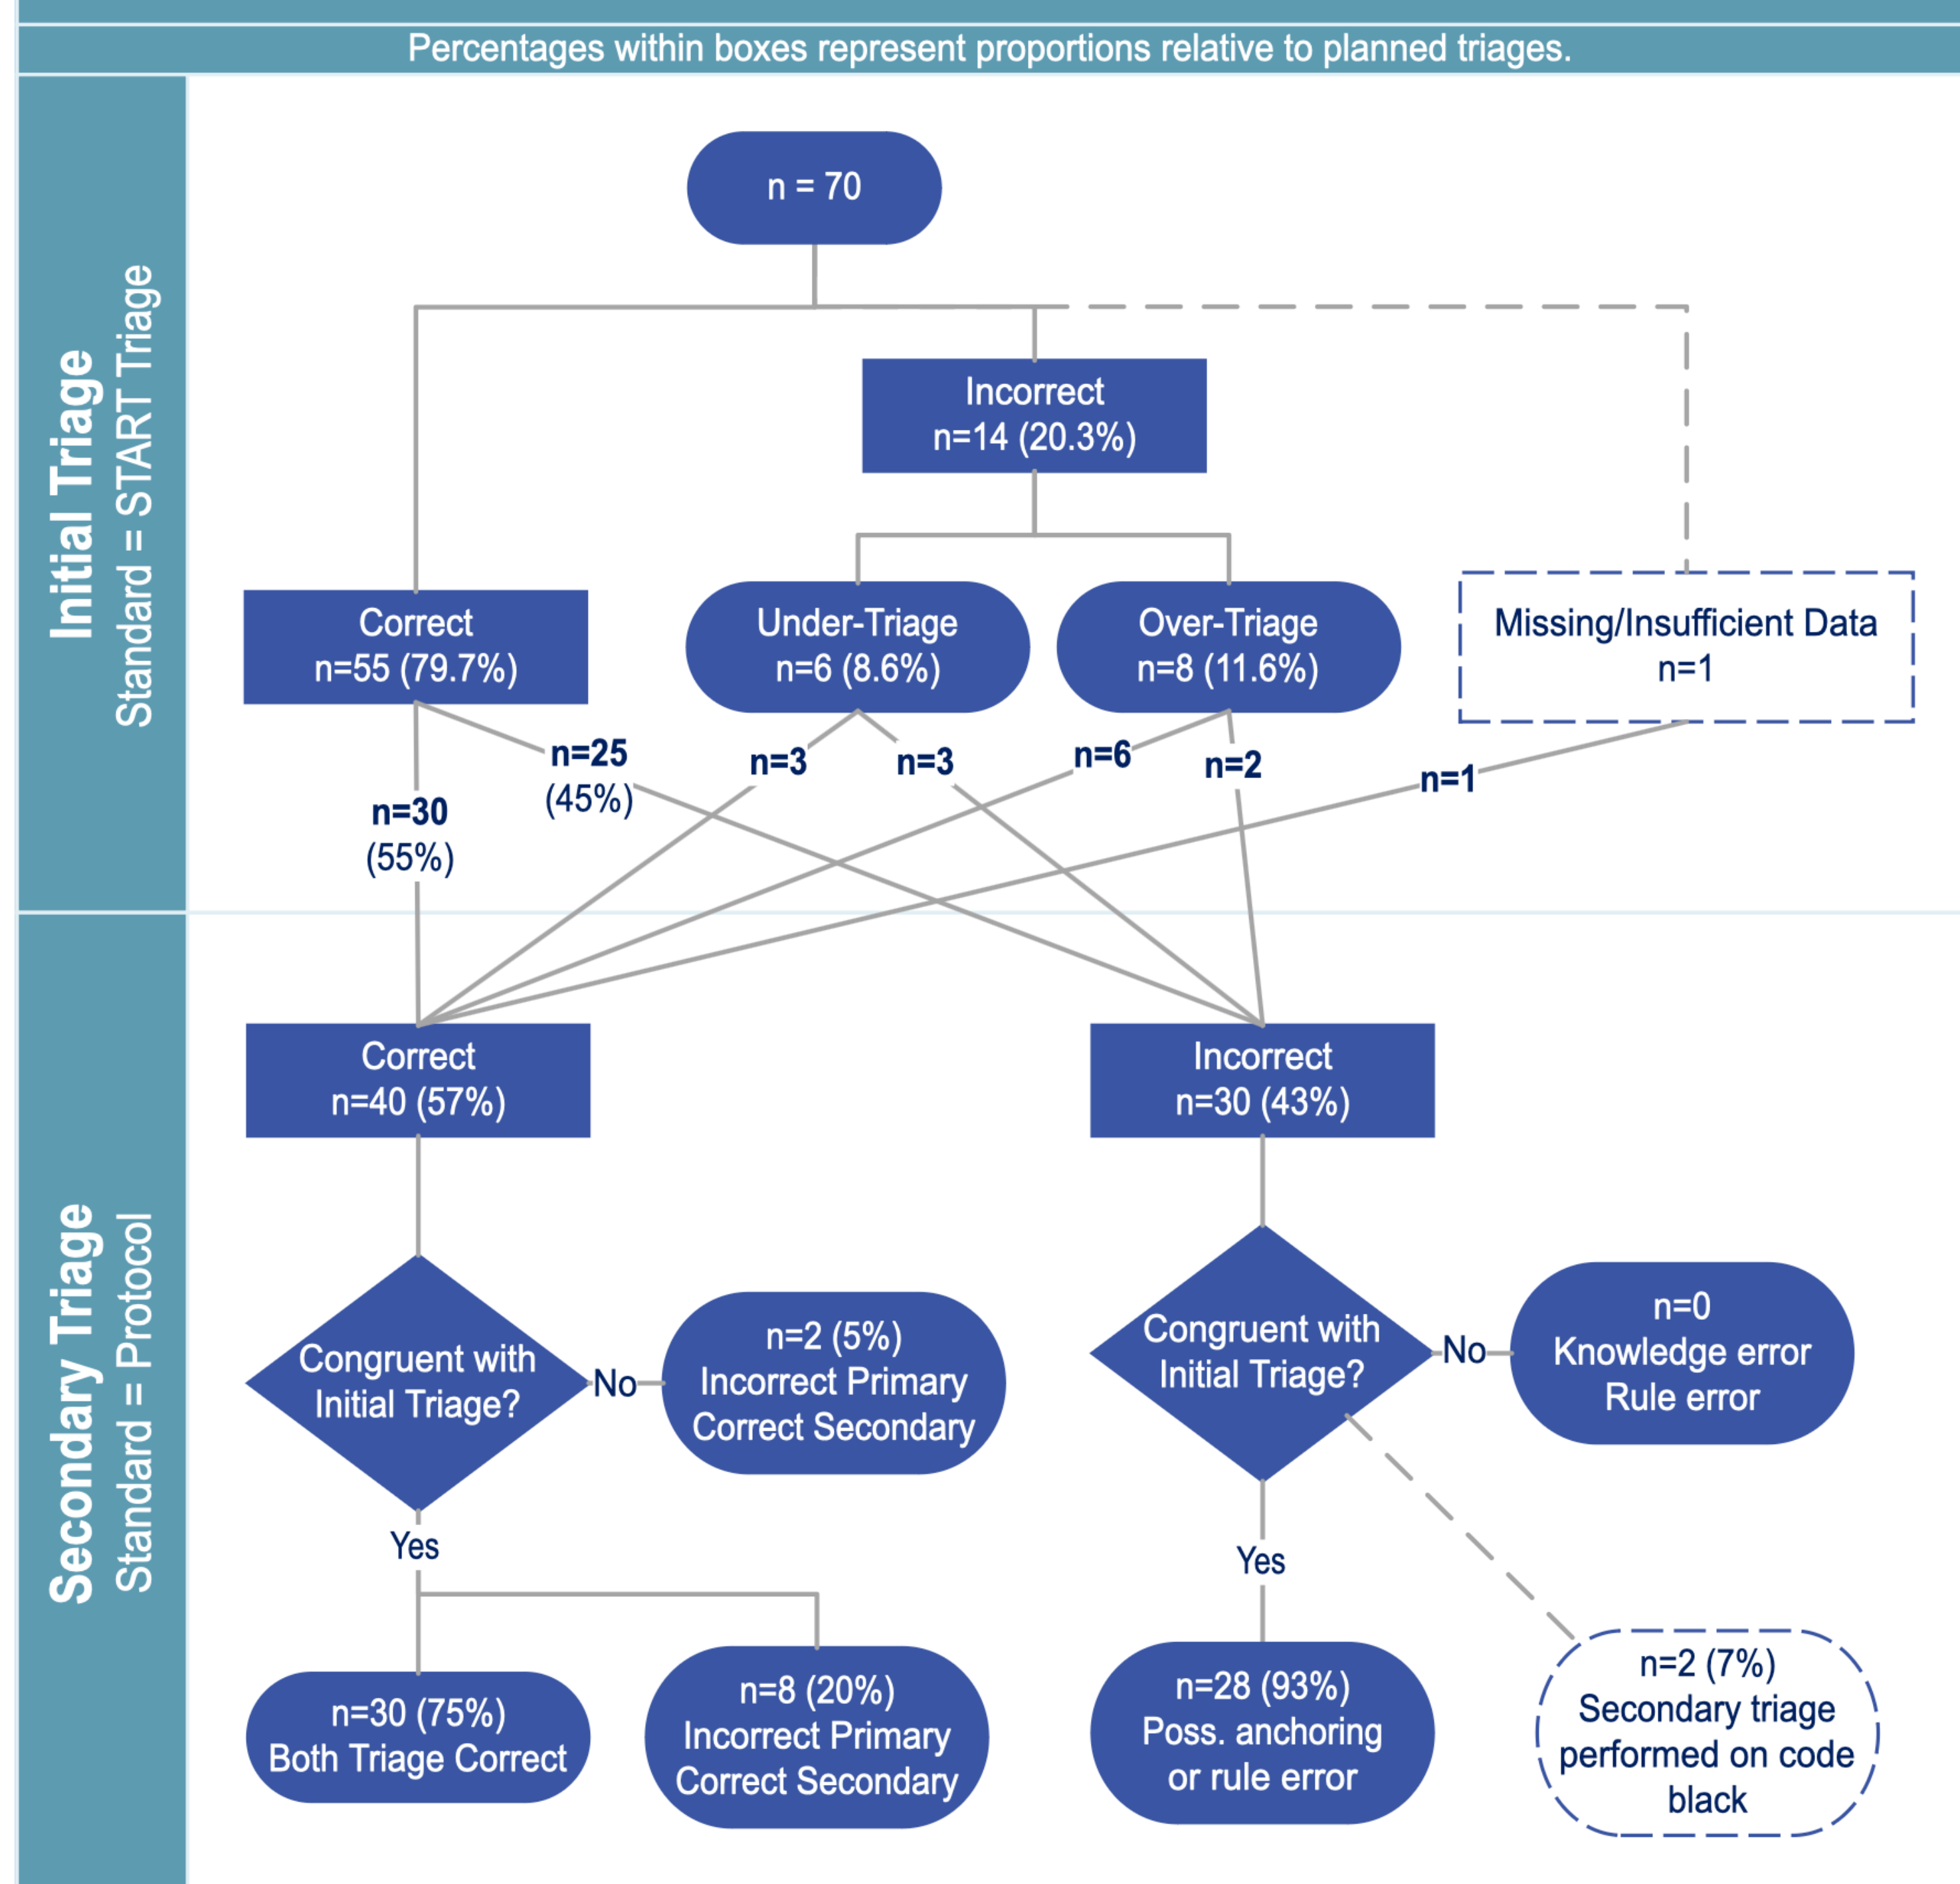 Percentages within boxes represent proportions relative to planned triages.
Initial Triage
Standard = START Triage
n = 70
Incorrect
n=14 (20.3%)
Correct
n=55 (79.7%)
Under-Triage
n=6 (8.6%)
Over-Triage
n=8 (11.6%)
Missing/Insufficient Data
n=1
n=25
(45%)
n=30
(55%)
n=3
n=3
n=6
n=2
n=1
Secondary Triage
Standard = Protocol
Correct
n=40 (57%)
Incorrect
n=30 (43%)
Congruent with
Initial Triage?
No
n=2 (5%)
Incorrect Primary
Correct Secondary
Congruent with
Initial Triage?
No
n=0
Knowledge error
Rule error
Yes
Yes
n=30 (75%)
Both Triage Correct
n=8 (20%)
Incorrect Primary
Correct Secondary
n=28 (93%)
Poss. anchoring
or rule error
n=2 (7%)
Secondary triage
performed on code
black